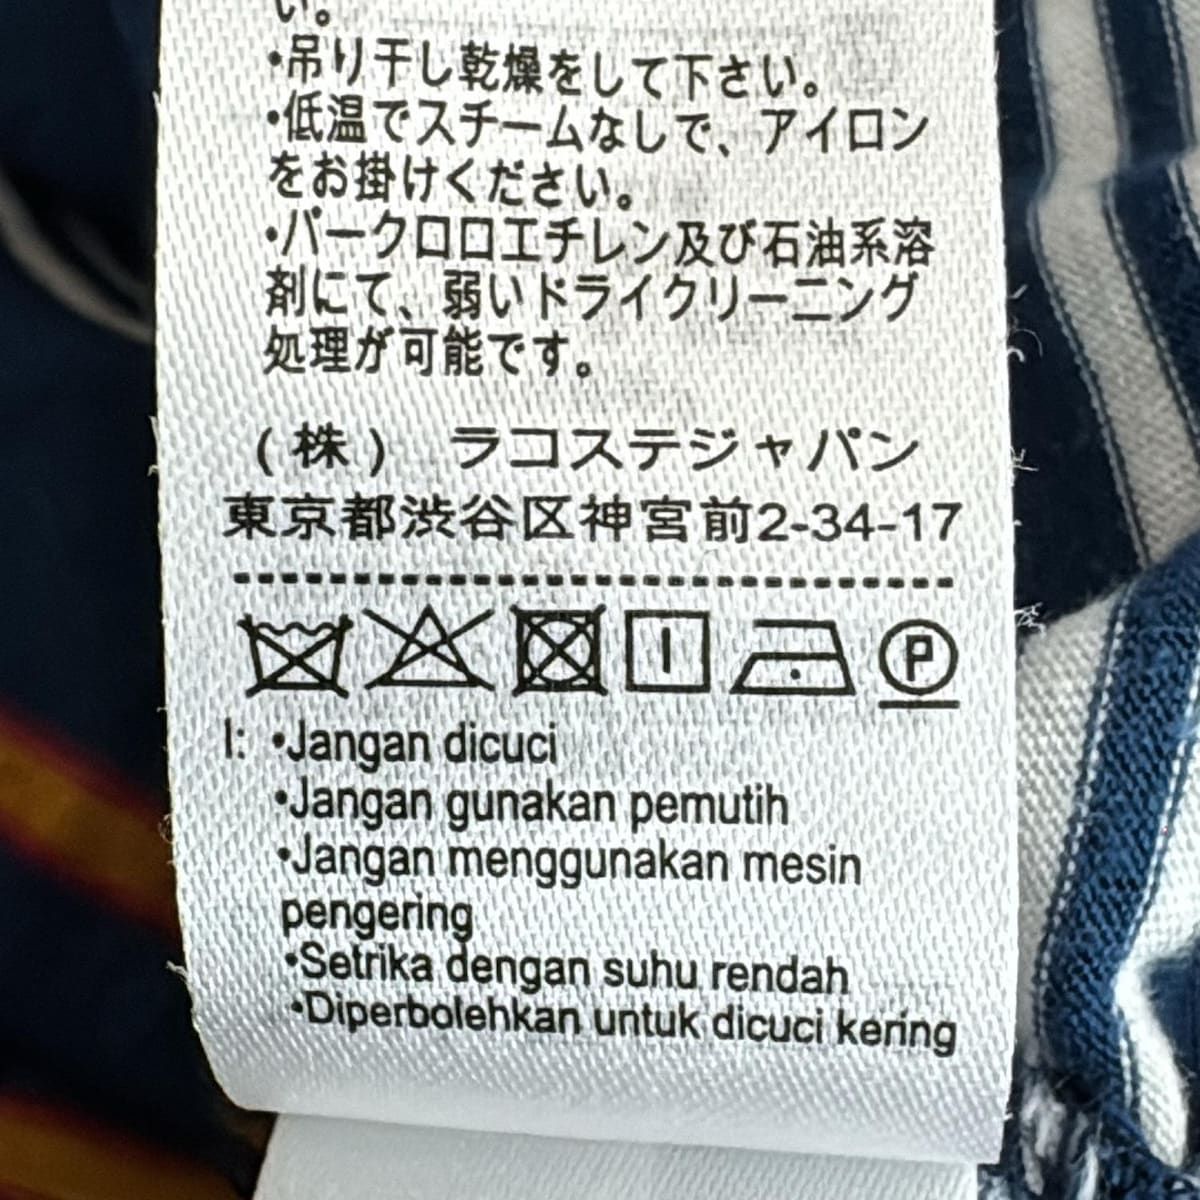 い。
•吊り干し乾燥をして下さい。
•低温でスチームなしで、アイロン
をお掛けください。
•パークロロエチレン及び石油系溶
剤にて、弱いドライクリーニング
処理が可能です。
(株) ラコステジャパン
東京都渋谷区神宮前2-34-17
P
I: •Jangan dicuci
•Jangan gunakan pemutih
•Jangan menggunakan mesin
pengering
•Setrika dengan suhu rendah
•Diperbolehkan untuk dicuci kering